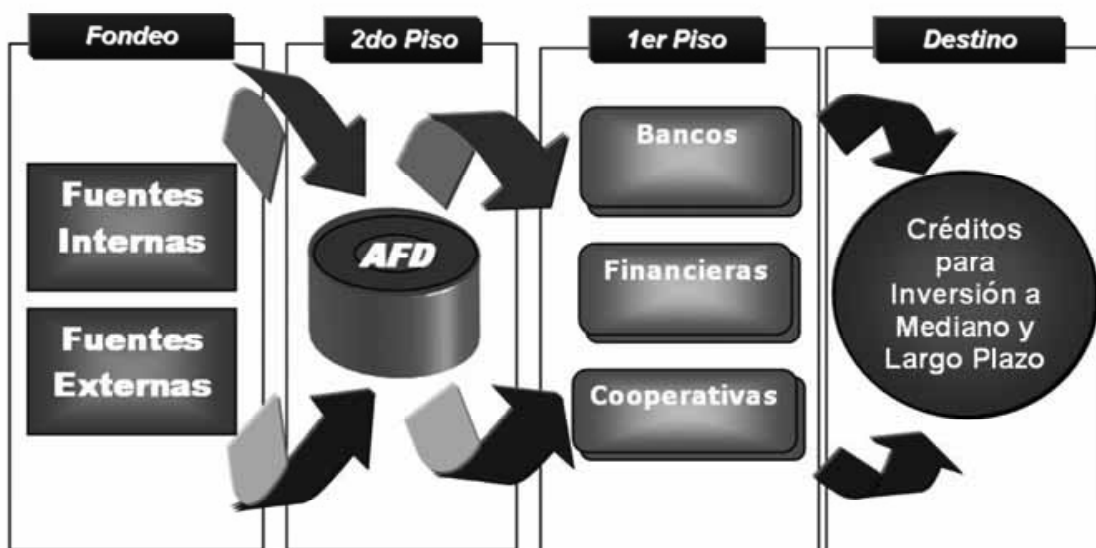 Fondeo
2do Piso
1er Piso
Destino
Fuentes
Internas
Fuentes
Externas
AFD
Bancos
Financieras
Cooperativas
Créditos
para
Inversión a
Mediano y
Largo Plazo